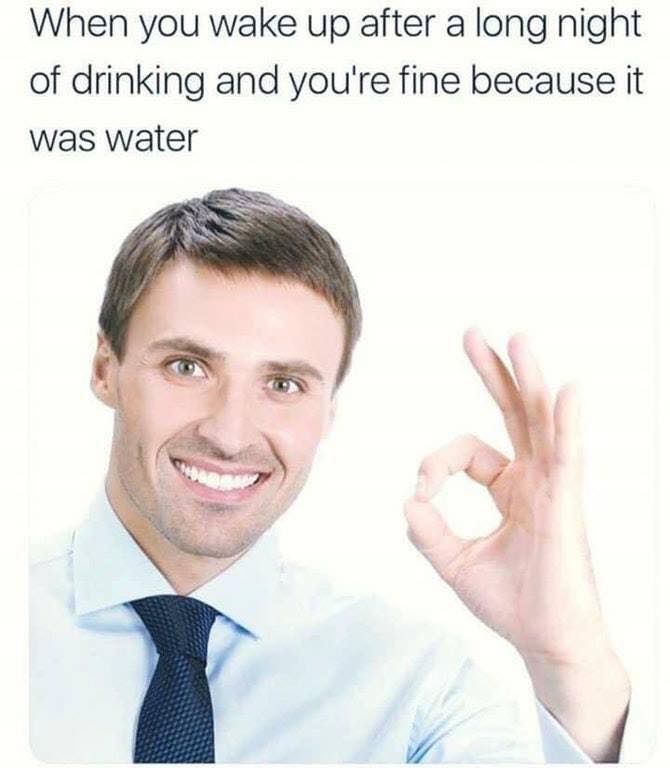 When you wake up after a long night
of drinking and you're fine because it
was water